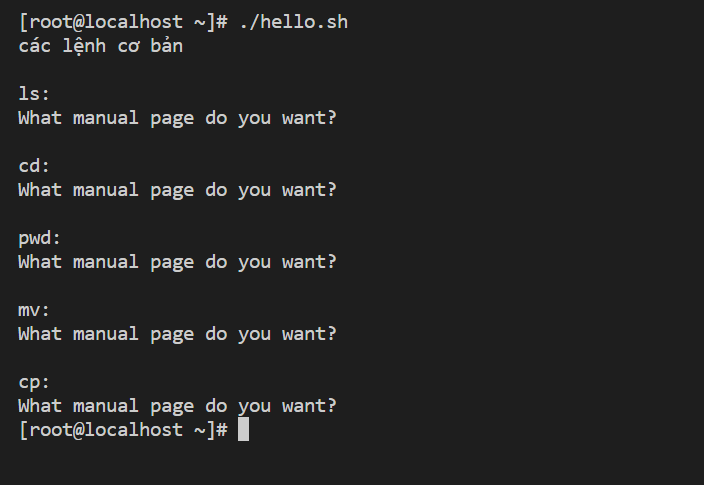 [root@localhost ~]# ./hello.sh
các lệnh cơ bản
ls:
What manual page do you want?
cd:
What manual page do you want?
pwd:
What manual page do you want?
mv:
What manual page do you want?
cp:
What manual page do you want?
[root@localhost ~]#